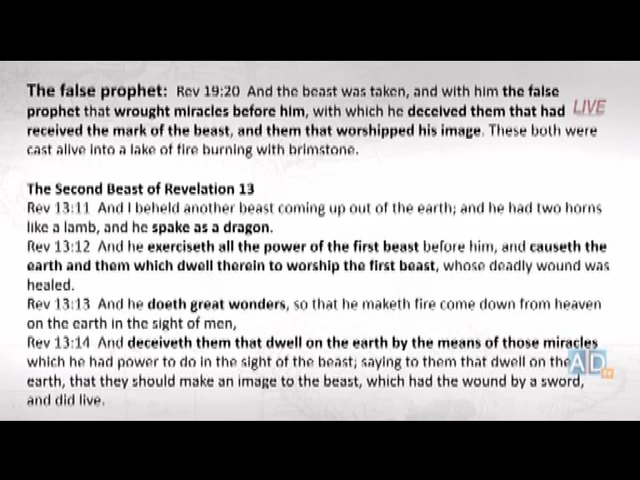 The false prophet: Rev 19:20 And the beast was taken, and with him the false
prophet that wrought miracles before him, with which he deceived them that had
LIVE
received the mark of the beast, and them that worshipped his image. These both were
cast alive into a lake of fire burning with brimstone.
The Second Beast of Revelation 13
Rev 13:11 And I beheld another beast coming up out of the earth; and he had two horns
like a lamb, and he spake as a dragon.
Rev 13:12 And he exerciseth all the power of the first beast before him, and causeth the
earth and them which dwell therein to worship the first beast, whose deadly wound was
healed.
Rev 13:13 And he doeth great wonders, so that he maketh fire come down from heaven
on the earth in the sight of men,
Rev 13:14 And deceiveth them that dwell on the earth by the means of those miracles
which he had power to do in the sight of the beast; saying to them that dwell on the
AD
tv
earth, that they should make an image to the beast, which had the wound by a sword,
and did live.